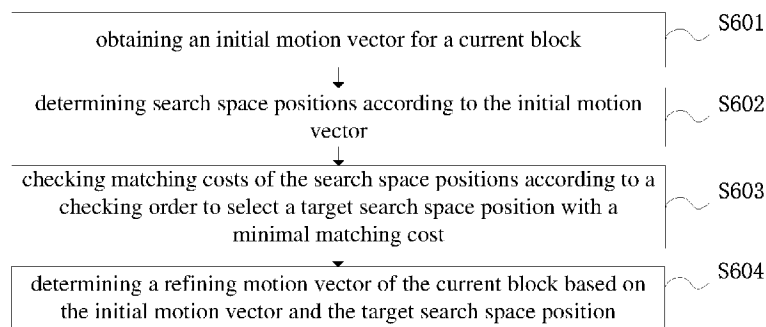 obtaining an initial motion vector for a current block
S601
determining search space positions according to the initial motion
vector
S602
checking matching costs of the search space positions according to a
checking order to select a target search space position with a
minimal matching cost
S603
determining a refining motion vector of the current block based on
the initial motion vector and the target search space position
S604